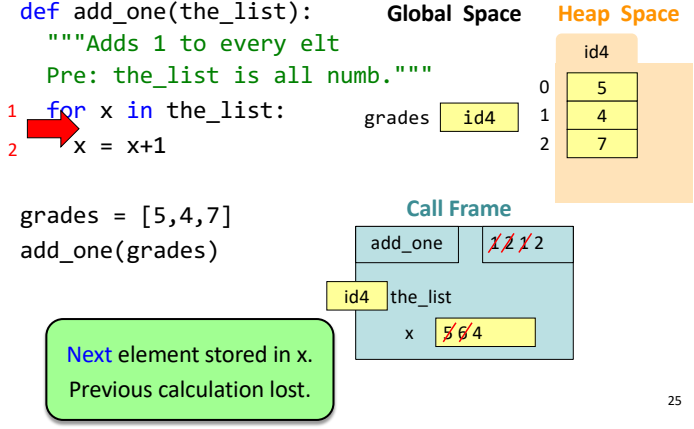 def add_one(the_list):
"""Adds 1 to every elt
Pre: the_list is all numb."""
1 for x in the_list:
2 x = x+1
grades = [5,4,7]
add_one(grades)
Global Space
Heap Space
id4
0 5
1 4
2 7
grades id4
Call Frame
add_one 1 2 1 2
id4 the_list
x 5 6 4
Next element stored in x.
Previous calculation lost.
25